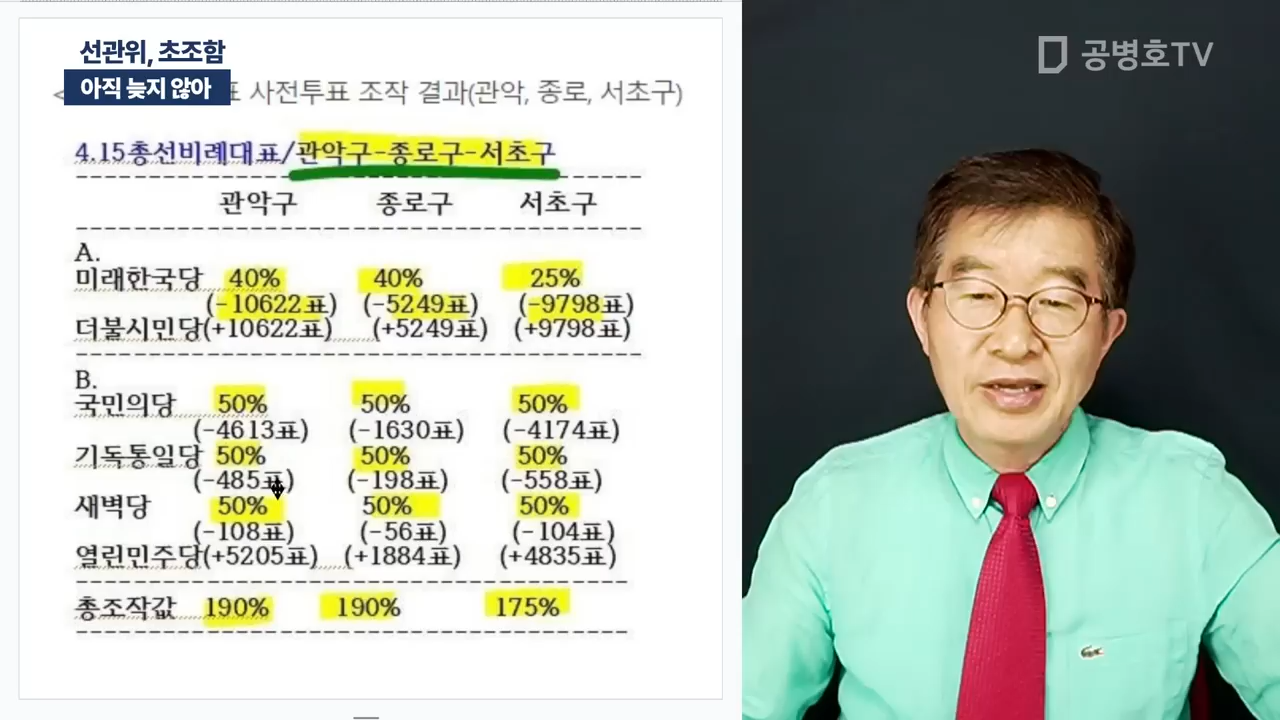 선관위, 초조함
아직 늦지 않아
공병호TV
표 사전투표 조작 결과(관악, 종로, 서초구)
4.15총선비례대표/관악구-종로구-서초구
관악구 종로구 서초구
A.
미래한국당 40% 40% 25%
(-10622표) (-5249표) (-9798표)
더불시민당(+10622표) (+5249표) (+9798표)
B.
국민의당 50% 50% 50%
(-4613표) (-1630표) (-4174표)
기독통일당 50% 50% 50%
(-485표) (-198표) (-558표)
새벽당 50% 50% 50%
(-108표) (-56표) (-104표)
열린민주당(+5205표) (+1884표) (+4835표)
총조작값 190% 190% 175%